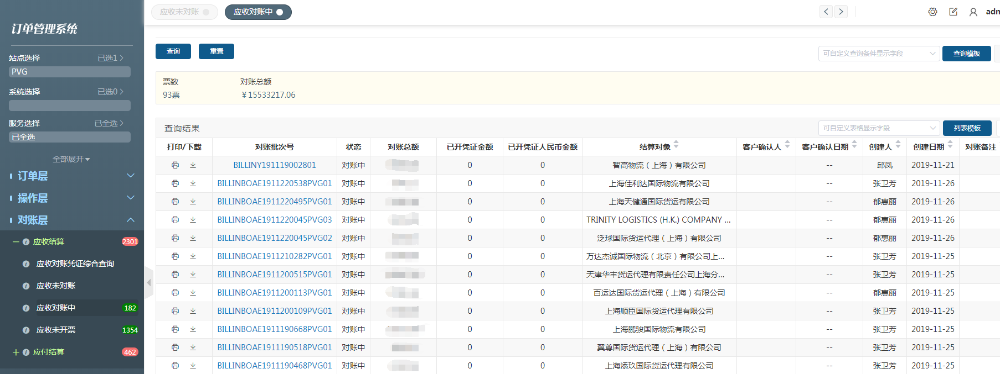 订单管理系统
站点选择 已选1
PVG
系统选择 已选0
服务选择 已全选
已全选
全部展开
订单层
操作层
对账层
应收结算 2301
应收对账凭证综合查询
应收未对账
应收对账中 182
应收未开票 1354
应付结算 462
应收未对账 应收对账中
查询 重置 可自定义查询条件显示字段 查询模板
票数 对账总额
93票 ￥15533217.06
查询结果 可自定义表格显示字段 列表模板
打印/下载 对账批次号 状态 对账总额 已开凭证金额 已开凭证人民币金额 结算对象 客户确认人 客户确认日期 创建人 创建日期 对账备注
BILLINY191119002801 对账中 0 0 智高物流（上海）有限公司 -- 邱凤 2019-11-21
BILLINBOAE1911220538PVG01 对账中 0 0 上海佳利达国际物流有限公司 -- 张卫芳 2019-11-26
BILLINBOAE1911220495PVG01 对账中 0 0 上海天健通国际货运有限公司 -- 郁惠丽 2019-11-26
BILLINBOAE1911220045PVG03 对账中 0 0 TRINITY LOGISTICS (H.K.) COMPANY ... -- 郁惠丽 2019-11-26
BILLINBOAE1911220045PVG02 对账中 0 0 泛球国际货运代理（上海）有限公司 -- 郁惠丽 2019-11-26
BILLINBOAE1911210282PVG01 对账中 0 0 万达杰诚国际物流（北京）有限公司上... -- 张卫芳 2019-11-25
BILLINBOAE1911200515PVG01 对账中 0 0 天津华丰货运代理有限责任公司上海分... -- 张卫芳 2019-11-25
BILLINBOAE1911200113PVG01 对账中 0 0 百运达国际货运代理（上海）有限公司 -- 郁惠丽 2019-11-25
BILLINBOAE1911200109PVG01 对账中 0 0 上海顺臣国际货运代理有限公司 -- 张卫芳 2019-11-25
BILLINBOAE1911190668PVG01 对账中 0 0 上海鹏骏国际物流有限公司 -- 张卫芳 2019-11-25
BILLINBOAE1911190518PVG01 对账中 0 0 翼尊国际货运代理（上海）有限公司 -- 张卫芳 2019-11-25
BILLINBOAE1911190468PVG01 对账中 0 0 上海添玖国际货运代理有限公司 -- 张卫芳 2019-11-25